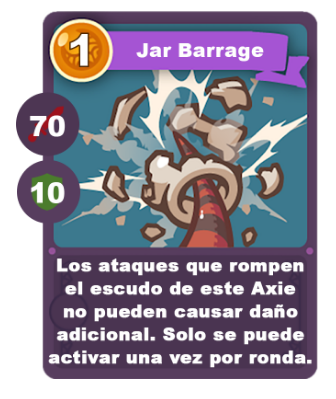 1
Jar Barrage
70
10
Los ataques que rompen
el escudo de este Axie
no pueden causar daño
adicional. Solo se puede
activar una vez por ronda.